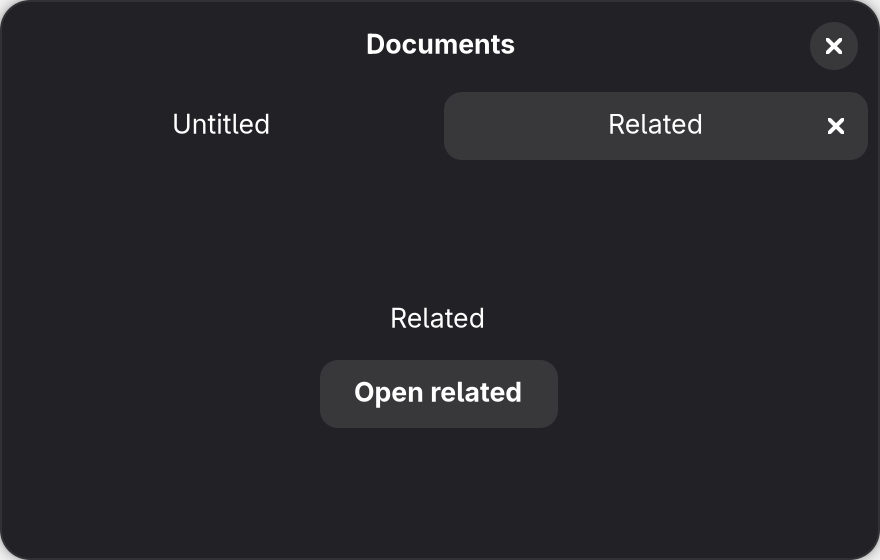 Documents
Untitled
Related
Related
Open related